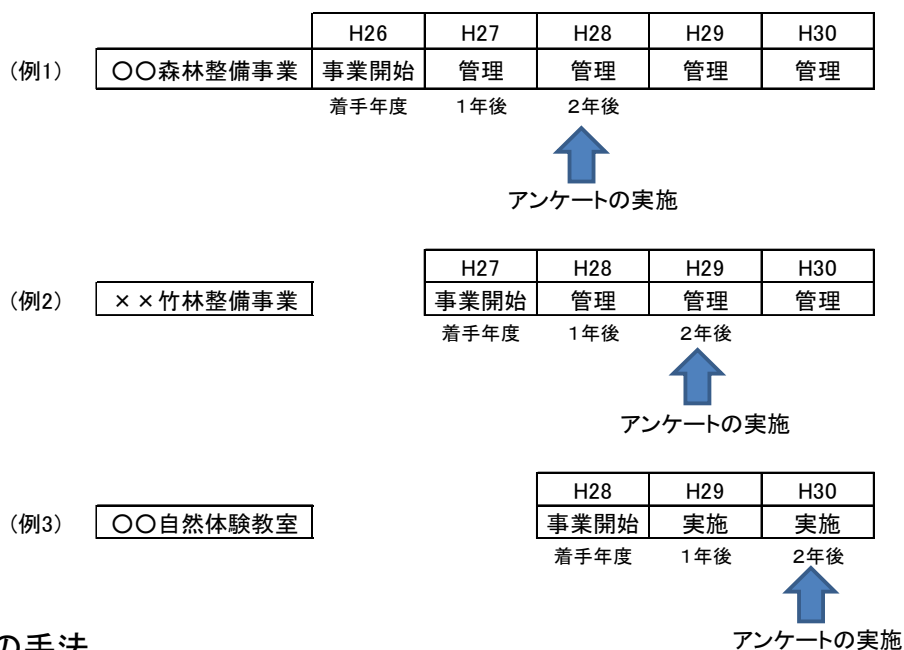 H26 H27 H28 H29 H30
(例1) 〇〇森林整備事業 事業開始 管理 管理 管理 管理
着手年度 1年後 2年後
アンケートの実施
H27 H28 H29 H30
(例2) ××竹林整備事業 事業開始 管理 管理 管理
着手年度 1年後 2年後
アンケートの実施
H28 H29 H30
(例3) 〇〇自然体験教室 事業開始 実施 実施
着手年度 1年後 2年後
アンケートの実施
の手法